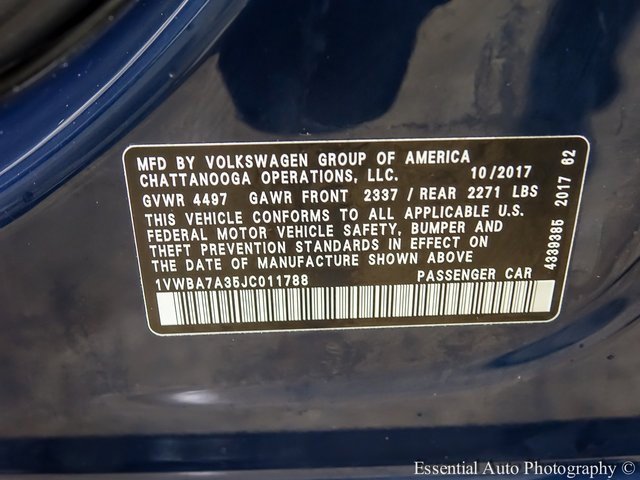 MFD BY VOLKSWAGEN GROUP OF AMERICA
CHATTANOOGA OPERATIONS, LLC. 10/2017
GVWR 4497 GAWR FRONT 2337 / REAR 2271 LBS
THIS VEHICLE CONFORMS TO ALL APPLICABLE U.S.
FEDERAL MOTOR VEHICLE SAFETY, BUMPER AND
THEFT PREVENTION STANDARDS IN EFFECT ON
THE DATE OF MANUFACTURE SHOWN ABOVE
1VWBA7A35JC011788 PASSENGER CAR
4339385 2017 62
Essential Auto Photography ©